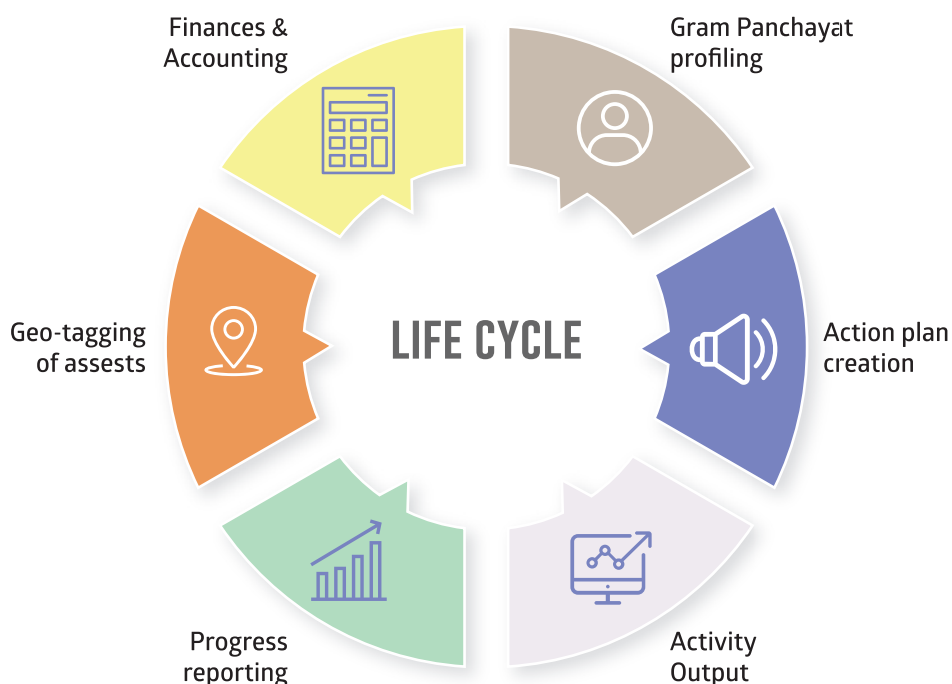 Finances &
Accounting
Gram Panchayat
profiling
LIFE CYCLE
Geo-tagging
of assests
Action plan
creation
Progress
reporting
Activity
Output